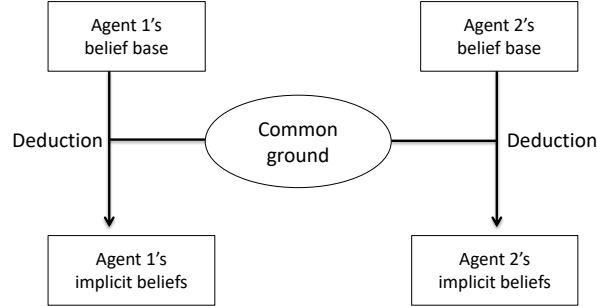 Agent 1’s
belief base
Agent 2’s
belief base
Deduction
Common
ground
Deduction
Agent 1’s
implicit beliefs
Agent 2’s
implicit beliefs